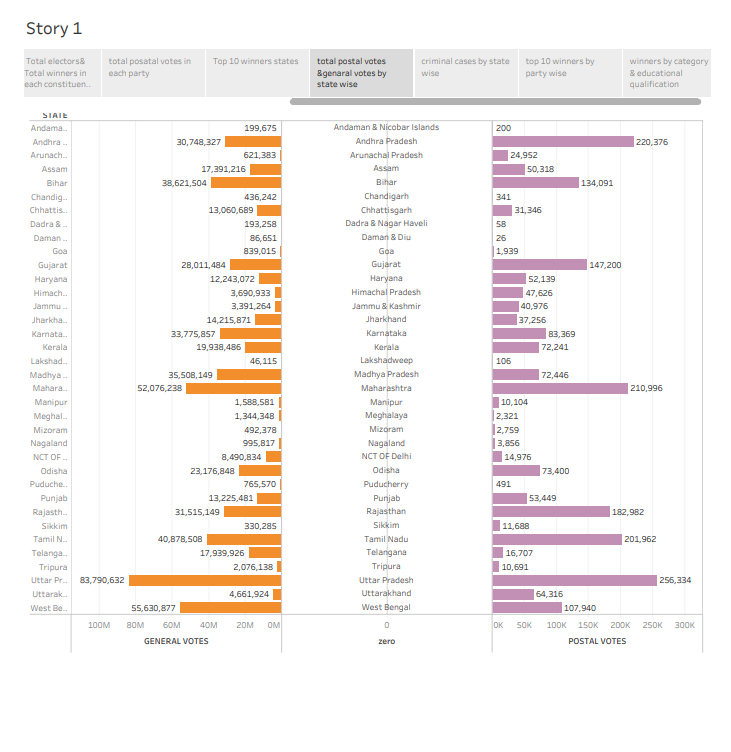 Story 1
Total electors&
Total winners in
each constituen..
total posatal votes in
each party
Top 10 winners states
total postal votes
&genaral votes by
state wise
criminal cases by state
wise
top 10 winners by
party wise
winners by category
& educational
qualification
STATE
Andama.. 199,675 Andaman & Nicobar Islands 200
Andhra .. 30,748,327 Andhra Pradesh 220,376
Arunach.. 621,383 Arunachal Pradesh 24,952
Assam 17,391,216 Assam 50,318
Bihar 38,621,504 Bihar 134,091
Chandig.. 436,242 Chandigarh 341
Chhattis.. 13,060,689 Chhattisgarh 31,346
Dadra & .. 193,258 Dadra & Nagar Haveli 58
Daman .. 86,651 Daman & Diu 26
Goa 839,015 Goa 1,939
Gujarat 28,011,484 Gujarat 147,200
Haryana 12,243,072 Haryana 52,139
Himach.. 3,690,933 Himachal Pradesh 47,626
Jammu .. 3,391,264 Jammu & Kashmir 40,976
Jharkha.. 14,215,871 Jharkhand 37,256
Karnata.. 33,775,857 Karnataka 83,369
Kerala 19,938,486 Kerala 72,241
Lakshad.. 46,115 Lakshadweep 106
Madhya .. 35,508,149 Madhya Pradesh 72,446
Mahara.. 52,076,238 Maharashtra 210,996
Manipur 1,588,581 Manipur 10,104
Meghal.. 1,344,348 Meghalaya 2,321
Mizoram 492,378 Mizoram 2,759
Nagaland 995,817 Nagaland 3,856
NCT OF .. 8,490,834 NCT OF Delhi 14,976
Odisha 23,176,848 Odisha 73,400
Puduche.. 765,570 Puducherry 491
Punjab 13,225,481 Punjab 53,449
Rajasth.. 31,515,149 Rajasthan 182,982
Sikkim 330,285 Sikkim 11,688
Tamil N.. 40,878,508 Tamil Nadu 201,962
Telanga.. 17,939,926 Telangana 16,707
Tripura 2,076,138 Tripura 10,691
Uttar Pr.. 83,790,632 Uttar Pradesh 256,334
Uttarak.. 4,661,924 Uttarakhand 64,316
West Be.. 55,630,877 West Bengal 107,940
100M 80M 60M 40M 20M 0M 0 0K 50K 100K 150K 200K 250K 300K
GENERAL VOTES zero POSTAL VOTES